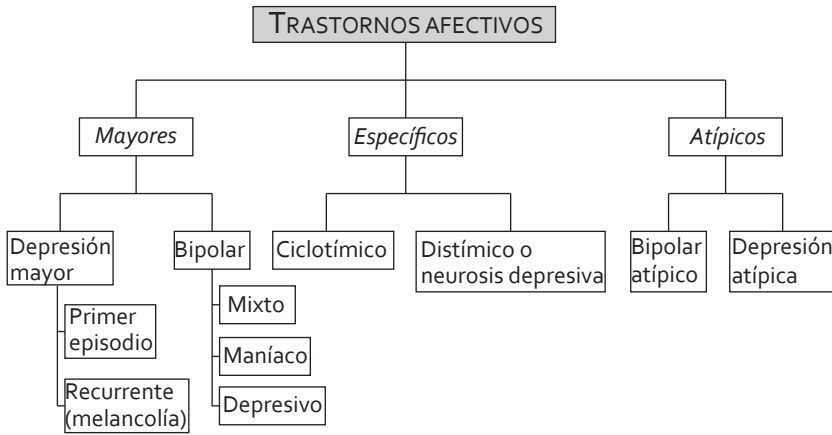 TRASTORNOS AFECTIVOS
Mayores
Específicos
Atípicos
Depresión
mayor
Bipolar
Ciclotímico
Distímico o
neurosis depresiva
Bipolar
atípico
Depresión
atípica
Primer
episodio
Recurrente
(melancolía)
Mixto
Maníaco
Depresivo